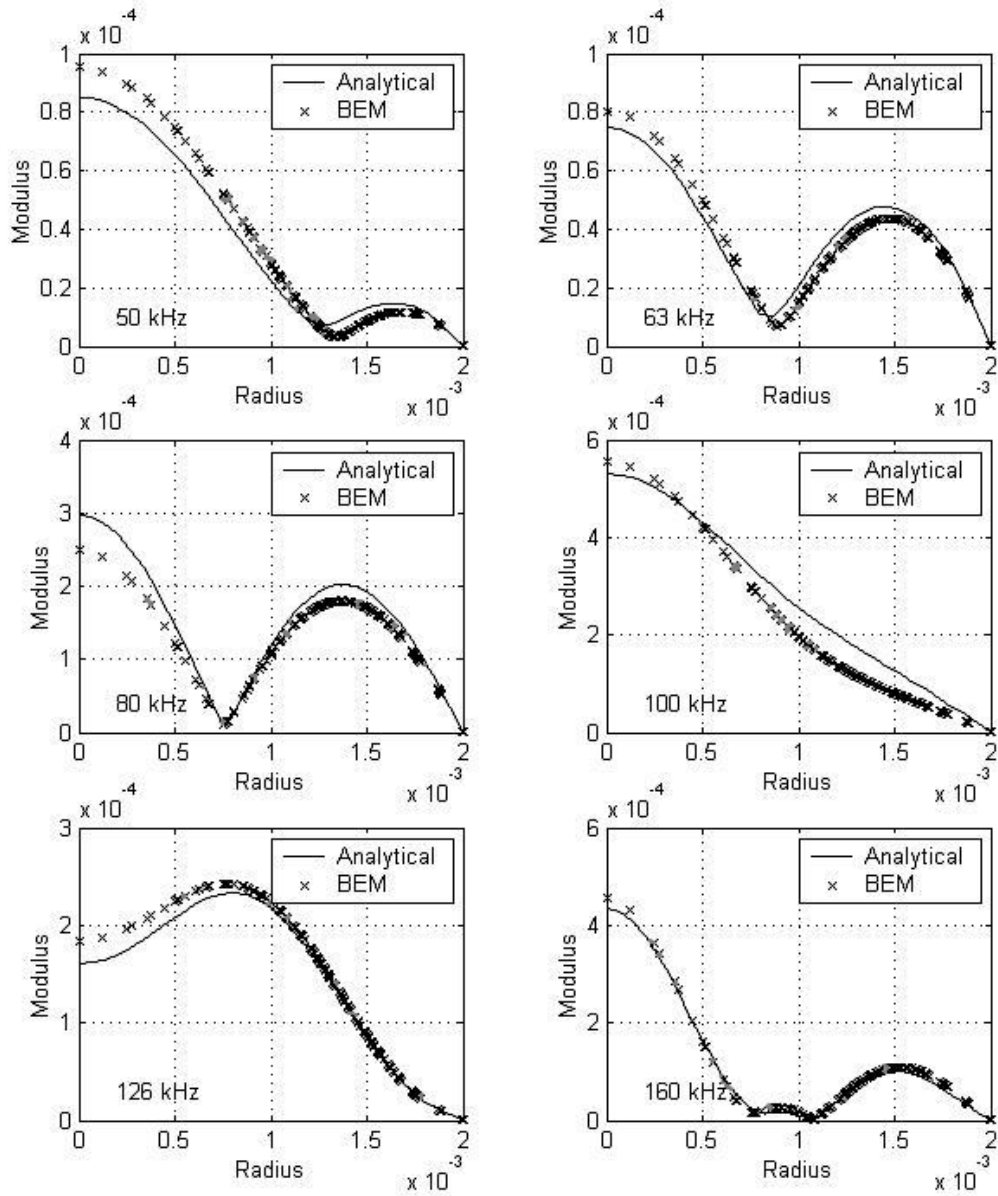 x 10 -4
1
0.8
0.6
0.4
0.2
0
Modulus
Analytical
BEM
50 kHz
0 0.5 1 1.5 2
Radius
x 10 -3
x 10 -4
1
0.8
0.6
0.4
0.2
0
Modulus
Analytical
BEM
63 kHz
0 0.5 1 1.5 2
Radius
x 10 -3
x 10 -4
4
3
2
1
0
Modulus
Analytical
BEM
80 kHz
0 0.5 1 1.5 2
Radius
x 10 -3
x 10 -4
6
4
2
0
Modulus
Analytical
BEM
100 kHz
0 0.5 1 1.5 2
Radius
x 10 -3
x 10 -4
3
2
1
0
Modulus
Analytical
BEM
126 kHz
0 0.5 1 1.5 2
Radius
x 10 -3
x 10 -4
6
4
2
0
Modulus
Analytical
BEM
160 kHz
0 0.5 1 1.5 2
Radius
x 10 -3